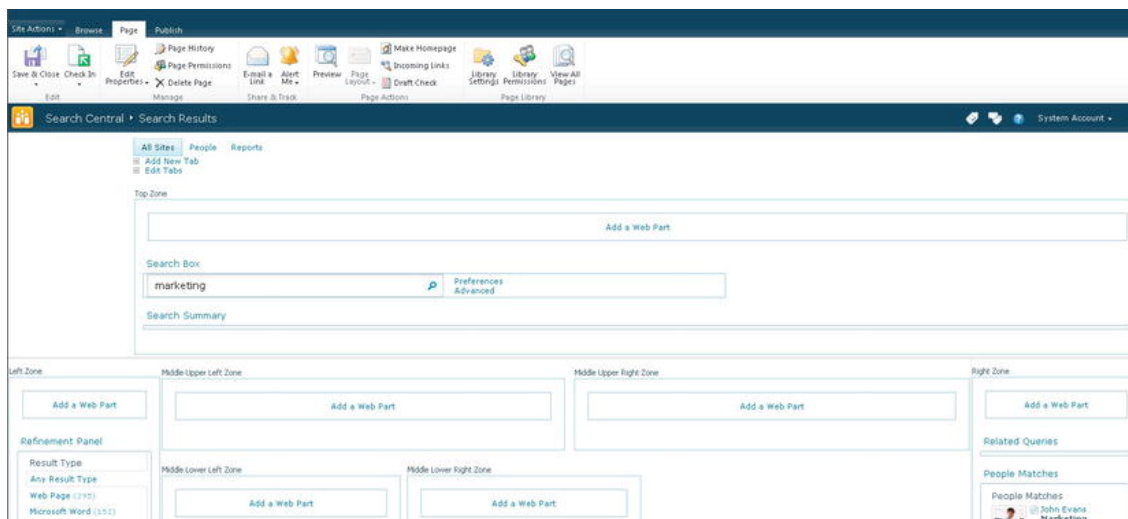 Site Actions Browse Page Publish
Save & Close Check In Edit Properties Page History Page Permissions Delete Page E-mail a Link Alert Me Preview Page Layout Make Homepage Incoming Links Draft Check Library Settings Library Permissions View All Pages
Edit Manage Share & Track Page Actions Page Library
Search Central Search Results System Account
All Sites People Reports
Add New Tab
Edit Tabs
Top Zone
Add a Web Part
Search Box
marketing Preferences
Advanced
Search Summary
Left Zone Middle Upper Left Zone Middle Upper Right Zone Right Zone
Add a Web Part Add a Web Part Add a Web Part Add a Web Part
Refinement Panel Related Queries
Result Type
Any Result Type People Matches
Middle Lower Left Zone Middle Lower Right Zone
Web Page (395) People Matches
Add a Web Part Add a Web Part
Microsoft Word (152) John Evans
Marketing